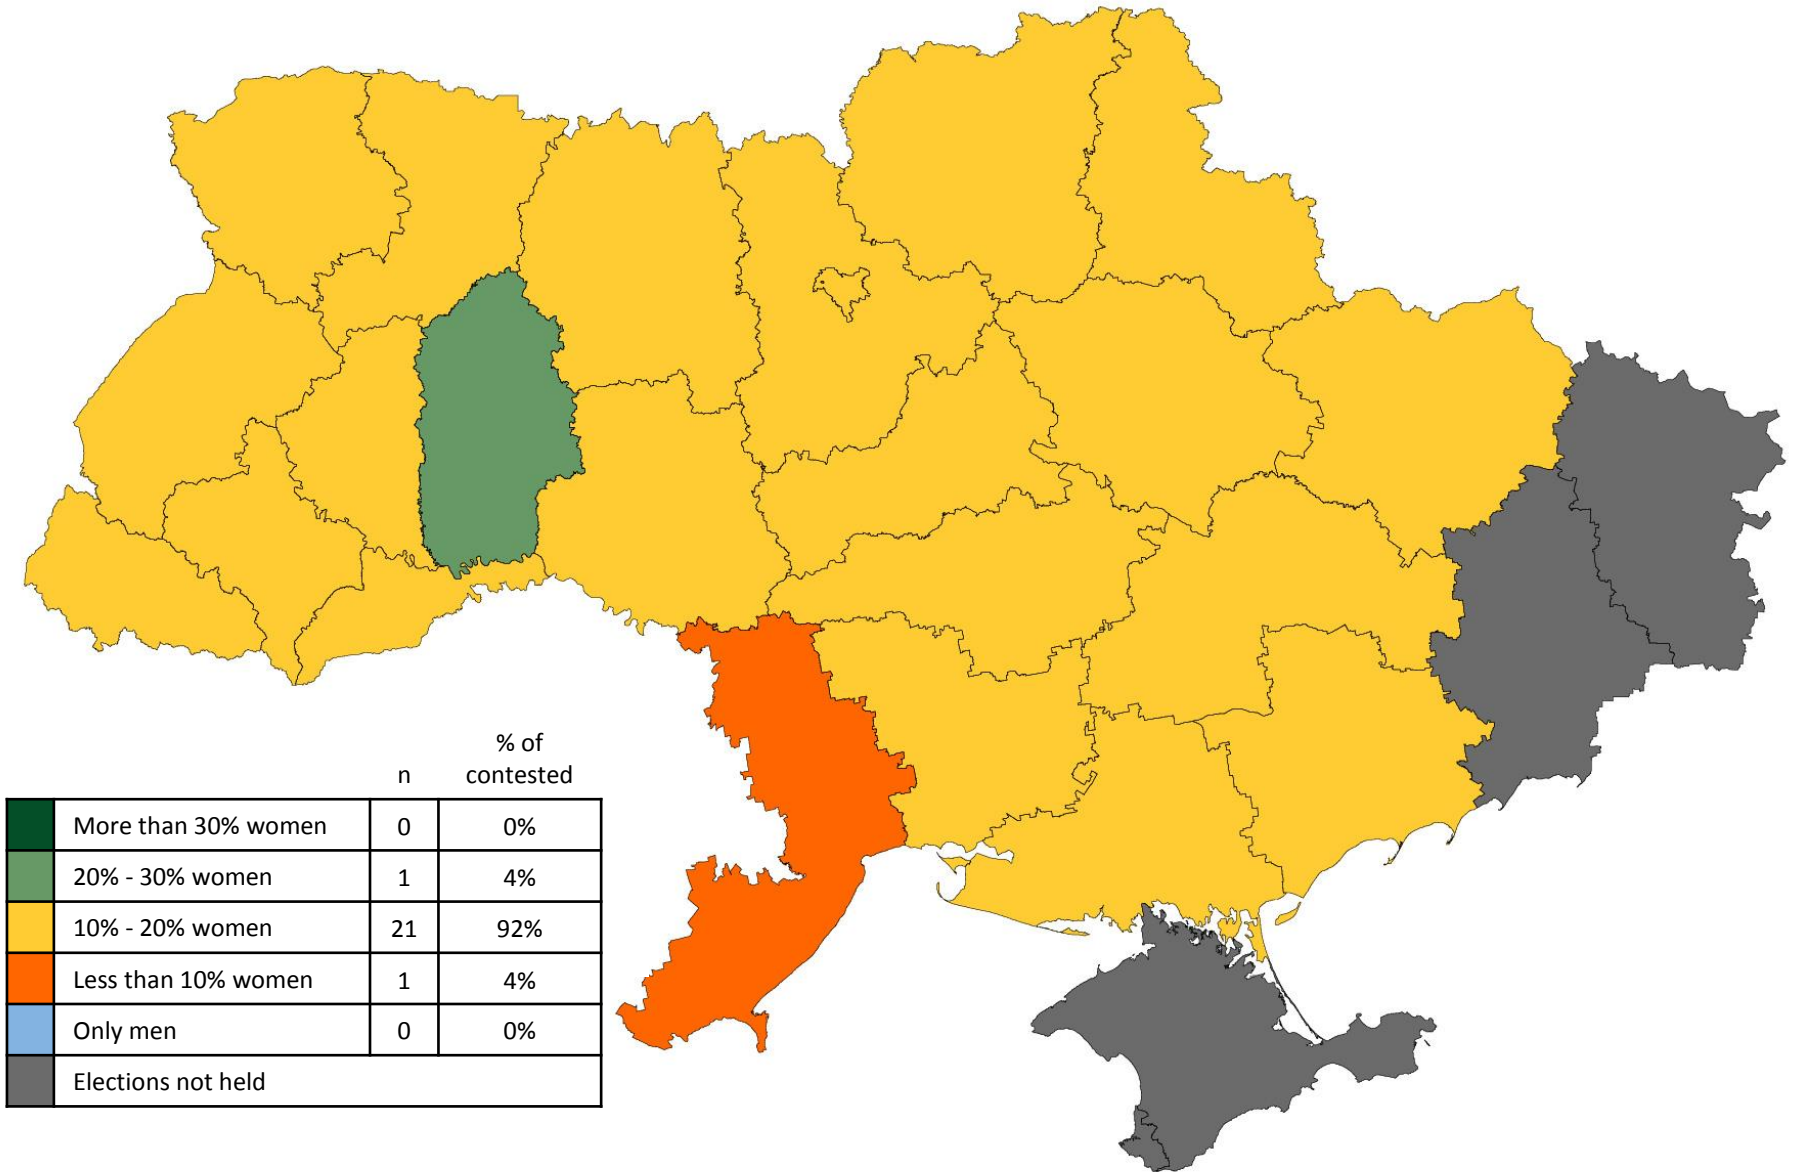 n
% of
contested
More than 30% women 0 0%
20% - 30% women 1 4%
10% - 20% women 21 92%
Less than 10% women 1 4%
Only men 0 0%
Elections not held